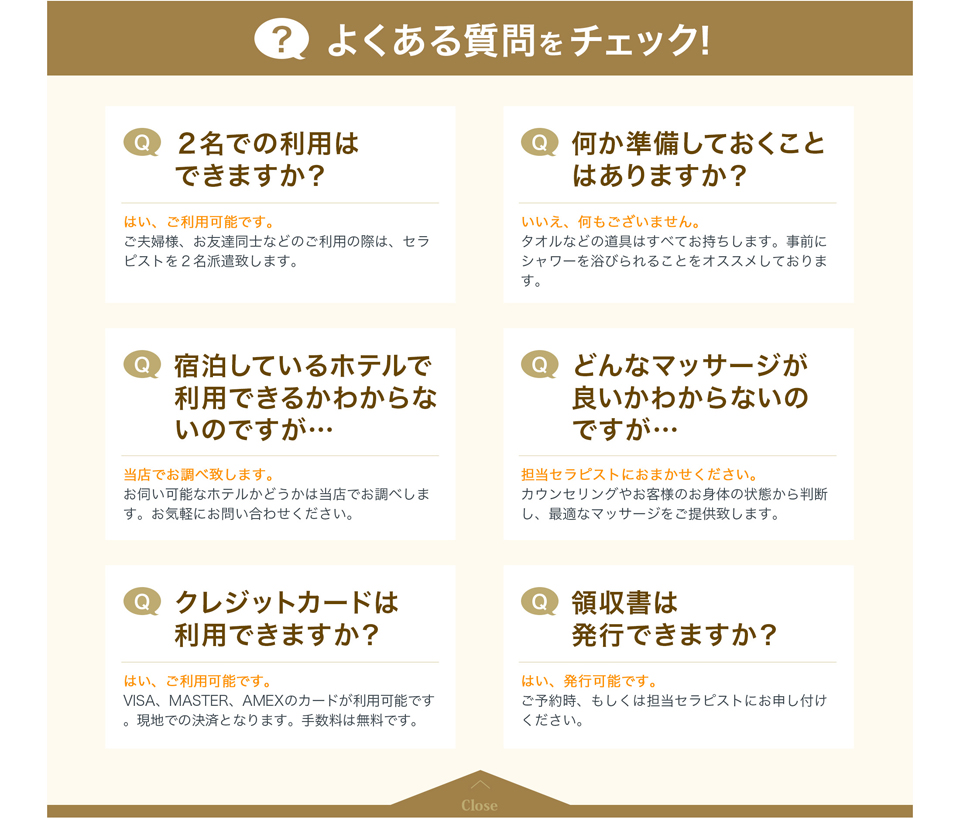 ? よくある質問をチェック!
Q 2名での利用は
できますか？
はい、ご利用可能です。
ご夫婦様、お友達同士などのご利用の際は、セラ
ピストを２名派遣致します。
Q 何か準備しておくこと
はありますか？
いいえ、何もございません。
タオルなどの道具はすべてお持ちします。事前に
シャワーを浴びられることをオススメしておりま
す。
Q 宿泊しているホテルで
利用できるかわからな
いのですが…
当店でお調べ致します。
お伺い可能なホテルかどうかは当店でお調べしま
す。お気軽にお問い合わせください。
Q どんなマッサージが
良いかわからないの
ですが…
担当セラピストにおまかせください。
カウンセリングやお客様のお身体の状態から判断
し、最適なマッサージをご提供致します。
Q クレジットカードは
利用できますか？
はい、ご利用可能です。
VISA、MASTER、AMEXのカードが利用可能です
。現地での決済となります。手数料は無料です。
Q 領収書は
発行できますか？
はい、発行可能です。
ご予約時、もしくは担当セラピストにお申し付け
ください。
Close